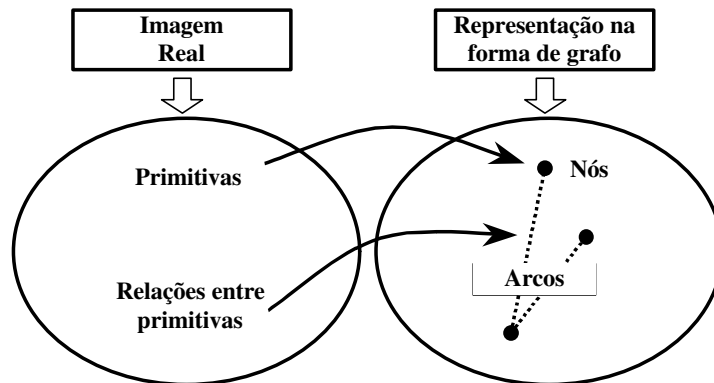 Imagem
Real
Representação na
forma de grafo
Primitivas
Nós
Relações entre
primitivas
Arcos